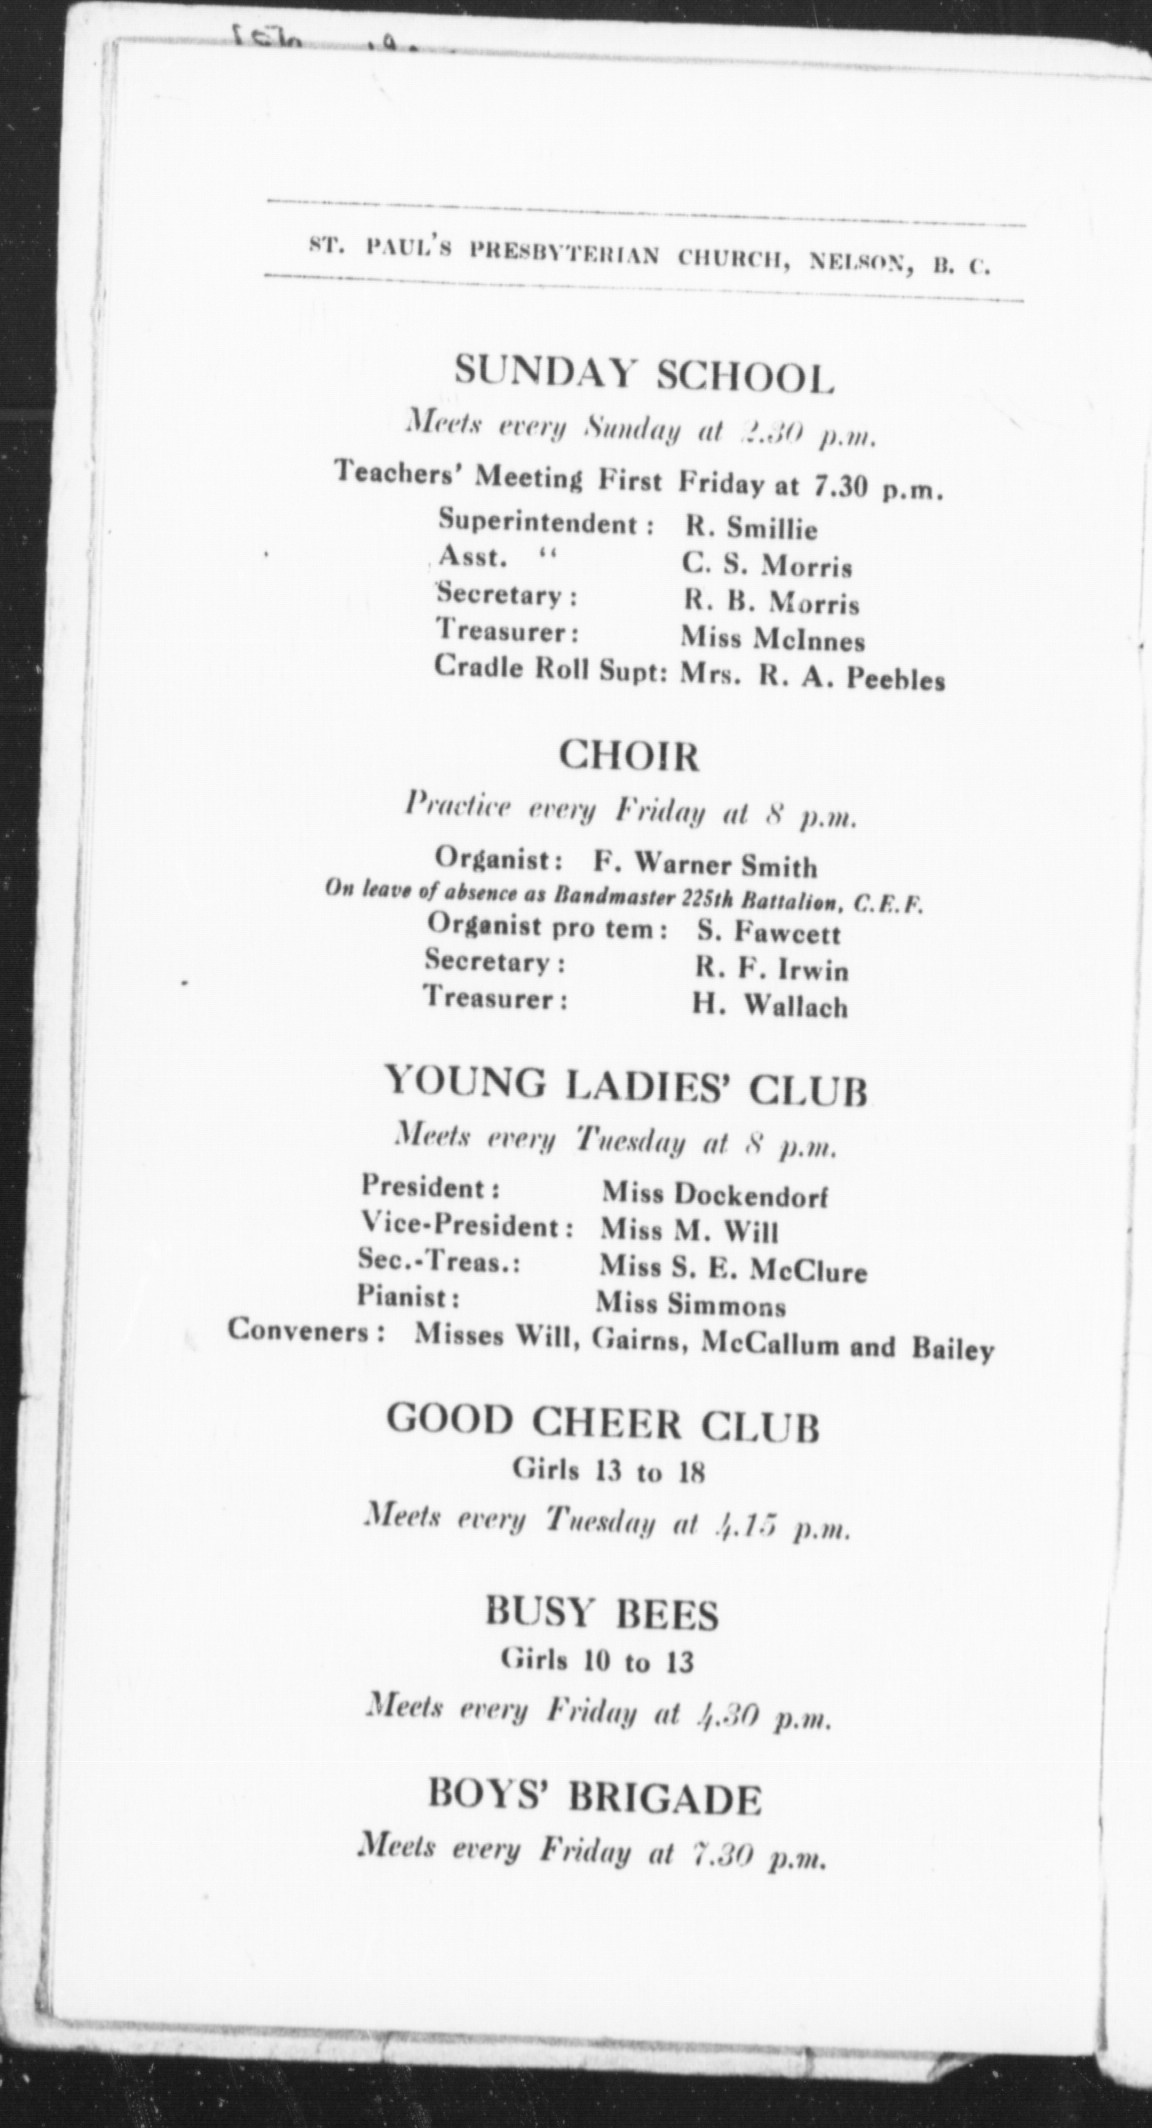 ST. PAUL'S PRESBYTERIAN CHURCH, NELSON, B. C.
SUNDAY SCHOOL
Meets every Sunday at 2.30 p.m.
Teachers' Meeting First Friday at 7.30 p.m.
Superintendent: R. Smillie
Asst. “ C. S. Morris
Secretary: R. B. Morris
Treasurer: Miss McInnes
Cradle Roll Supt: Mrs. R. A. Peebles
CHOIR
Practice every Friday at 8 p.m.
Organist: F. Warner Smith
On leave of absence as Bandmaster 225th Battalion, C.E.F.
Organist pro tem: S. Fawcett
Secretary: R. F. Irwin
Treasurer: H. Wallach
YOUNG LADIES' CLUB
Meets every Tuesday at 8 p.m.
President: Miss Dockendorf
Vice-President: Miss M. Will
Sec.-Treas.: Miss S. E. McClure
Pianist: Miss Simmons
Conveners: Misses Will, Gairns, McCallum and Bailey
GOOD CHEER CLUB
Girls 13 to 18
Meets every Tuesday at 4.15 p.m.
BUSY BEES
Girls 10 to 13
Meets every Friday at 4.30 p.m.
BOYS' BRIGADE
Meets every Friday at 7.30 p.m.